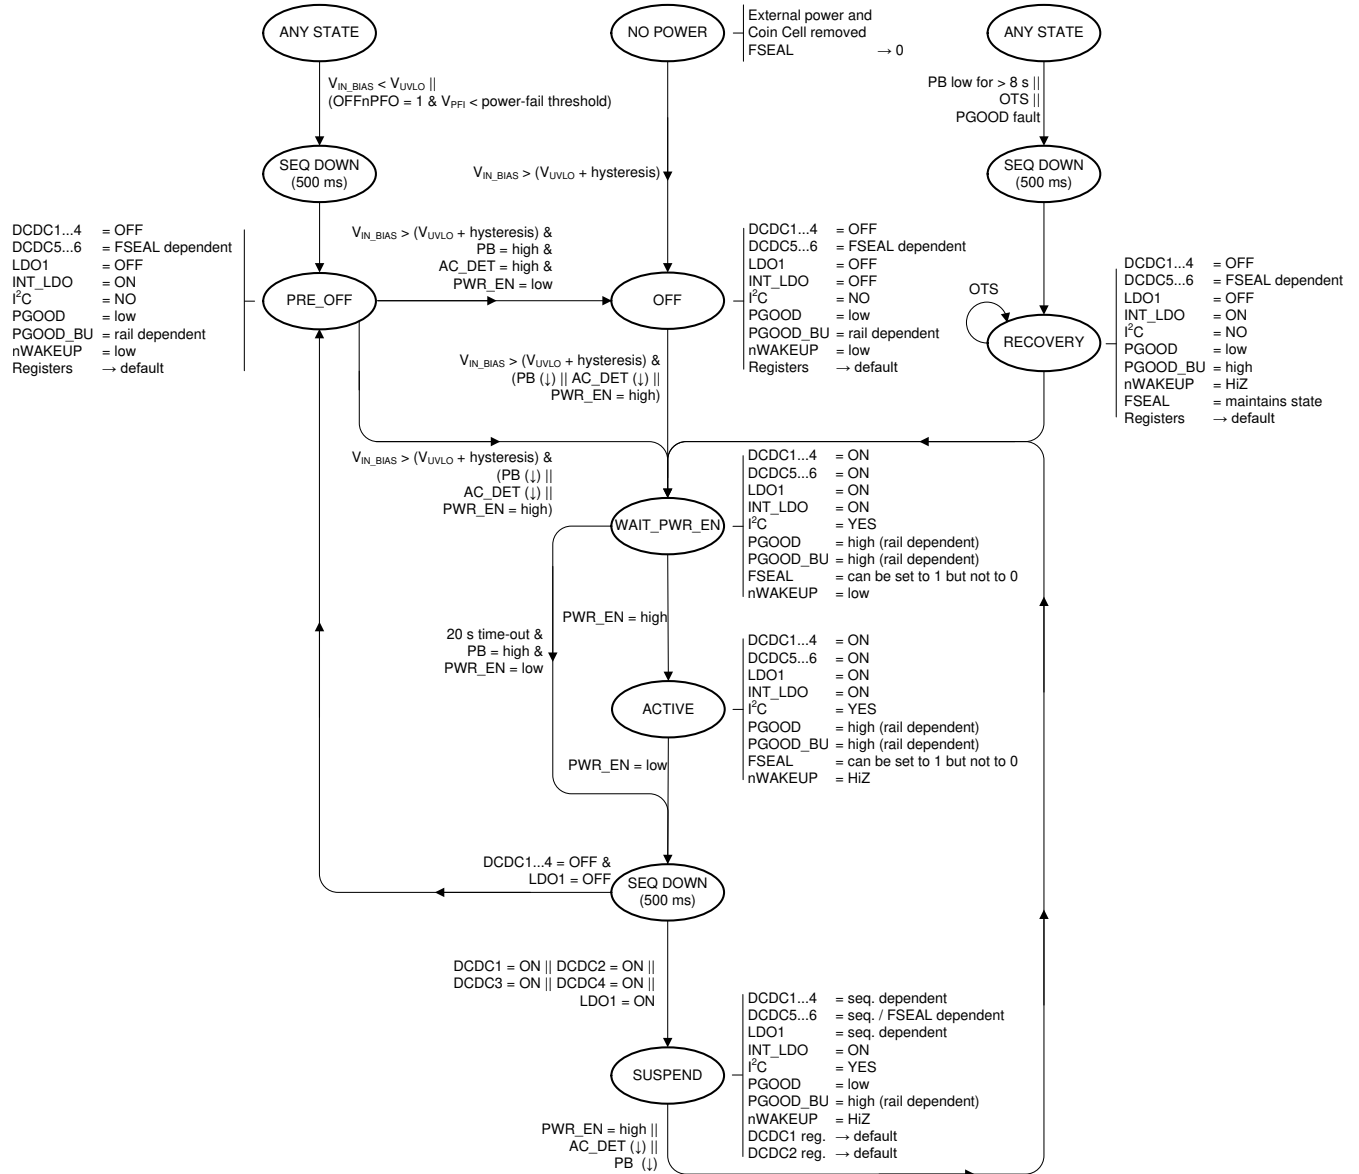 ANY STATE
NO POWER
External power and
Coin Cell removed
FSEAL → 0
ANY STATE
V_IN_BIAS < V_UVLO ||
(OFFnPFO = 1 & V_PFI < power-fail threshold)
PB low for > 8 s ||
OTS ||
PGOOD fault
SEQ DOWN
(500 ms)
V_IN_BIAS > (V_UVLO + hysteresis)
SEQ DOWN
(500 ms)
DCDC1...4 = OFF
DCDC5...6 = FSEAL dependent
LDO1 = OFF
INT_LDO = ON
I²C = NO
PGOOD = low
PGOOD_BU = rail dependent
nWAKEUP = low
Registers → default
PRE_OFF
V_IN_BIAS > (V_UVLO + hysteresis) &
PB = high &
AC_DET = high &
PWR_EN = low
OFF
DCDC1...4 = OFF
DCDC5...6 = FSEAL dependent
LDO1 = OFF
INT_LDO = OFF
I²C = NO
PGOOD = low
PGOOD_BU = rail dependent
nWAKEUP = low
Registers → default
OTS
RECOVERY
DCDC1...4 = OFF
DCDC5...6 = FSEAL dependent
LDO1 = OFF
INT_LDO = ON
I²C = NO
PGOOD = low
PGOOD_BU = high
nWAKEUP = HiZ
FSEAL = maintains state
Registers → default
V_IN_BIAS > (V_UVLO + hysteresis) &
(PB (↓) || AC_DET (↓) ||
PWR_EN = high)
V_IN_BIAS > (V_UVLO + hysteresis) &
(PB (↓) ||
AC_DET (↓) ||
PWR_EN = high)
WAIT_PWR_EN
DCDC1...4 = ON
DCDC5...6 = ON
LDO1 = ON
INT_LDO = ON
I²C = YES
PGOOD = high (rail dependent)
PGOOD_BU = high (rail dependent)
FSEAL = can be set to 1 but not to 0
nWAKEUP = low
PWR_EN = high
20 s time-out &
PB = high &
PWR_EN = low
ACTIVE
DCDC1...4 = ON
DCDC5...6 = ON
LDO1 = ON
INT_LDO = ON
I²C = YES
PGOOD = high (rail dependent)
PGOOD_BU = high (rail dependent)
FSEAL = can be set to 1 but not to 0
nWAKEUP = HiZ
PWR_EN = low
DCDC1...4 = OFF &
LDO1 = OFF
SEQ DOWN
(500 ms)
DCDC1 = ON || DCDC2 = ON ||
DCDC3 = ON || DCDC4 = ON ||
LDO1 = ON
SUSPEND
DCDC1...4 = seq. dependent
DCDC5...6 = seq. / FSEAL dependent
LDO1 = seq. dependent
INT_LDO = ON
I²C = YES
PGOOD = low
PGOOD_BU = high (rail dependent)
nWAKEUP = HiZ
DCDC1 reg. → default
DCDC2 reg. → default
PWR_EN = high ||
AC_DET (↓) ||
PB (↓)